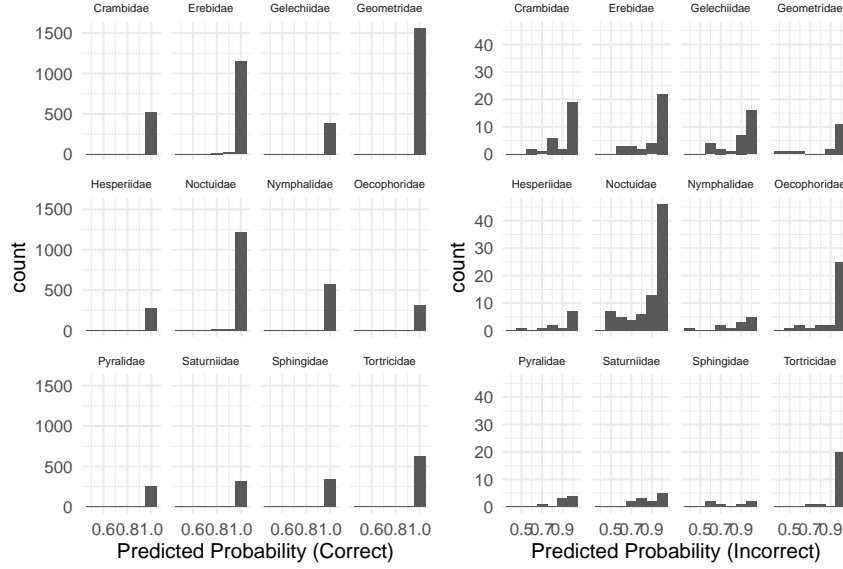 Crambidae Erebidae Gelechiidae Geometridae
1500
1000
500
0
Hesperiidae Noctuidae Nymphalidae Oecophoridae
1500
1000
500
0
Pyralidae Saturniidae Sphingidae Tortricidae
1500
1000
500
0
0.60.81.0 0.60.81.0 0.60.81.0 0.60.81.0
Predicted Probability (Correct)
count
Crambidae Erebidae Gelechiidae Geometridae
40
30
20
10
0
Hesperiidae Noctuidae Nymphalidae Oecophoridae
40
30
20
10
0
Pyralidae Saturniidae Sphingidae Tortricidae
40
30
20
10
0
0.50.70.9 0.50.70.9 0.50.70.9 0.50.70.9
Predicted Probability (Incorrect)
count